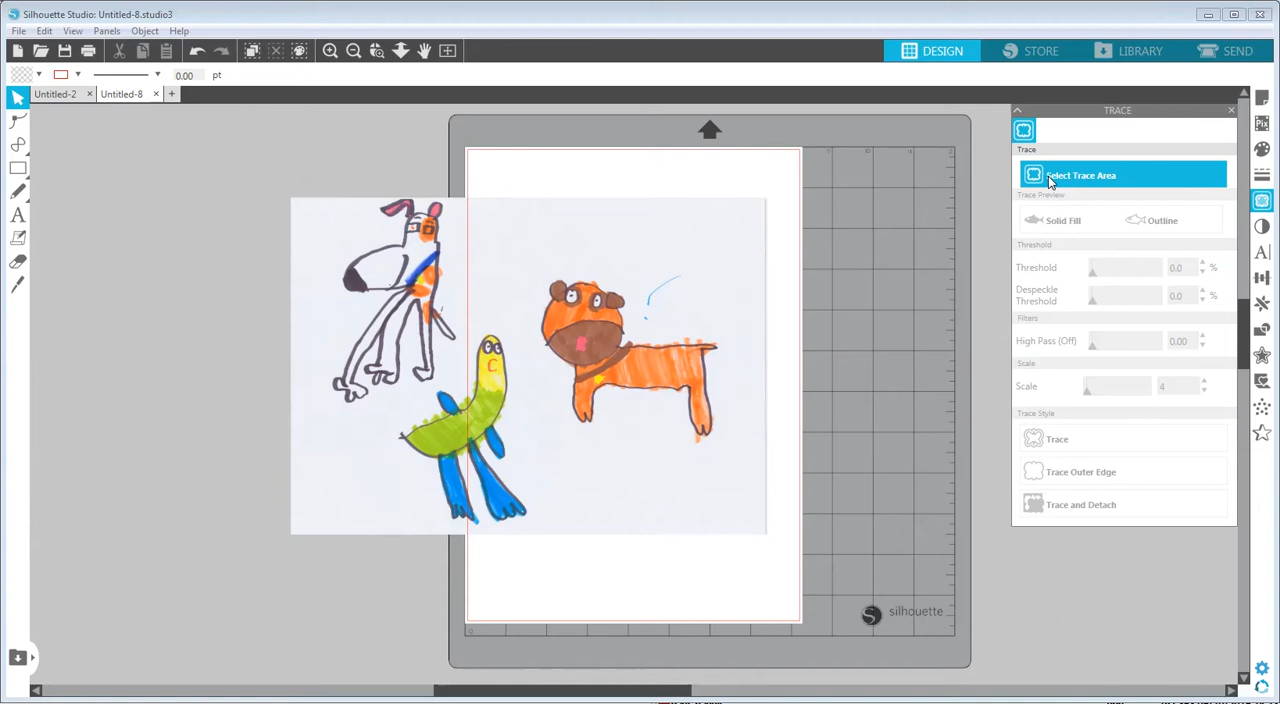 Silhouette Studio: Untitled-8.studio3
File Edit View Panels Object Help
DESIGN STORE LIBRARY SEND
0.00 pt
Untitled-2 Untitled-8
TRACE
Trace
Select Trace Area
Trace Preview
Solid Fill Outline
Threshold
Threshold 0.0 %
Despeckle
Threshold 0.0 %
Filters
High Pass (Off) 0.00
Scale
Scale 4
Trace Style
Trace
Trace Outer Edge
Trace and Detach
silhouette